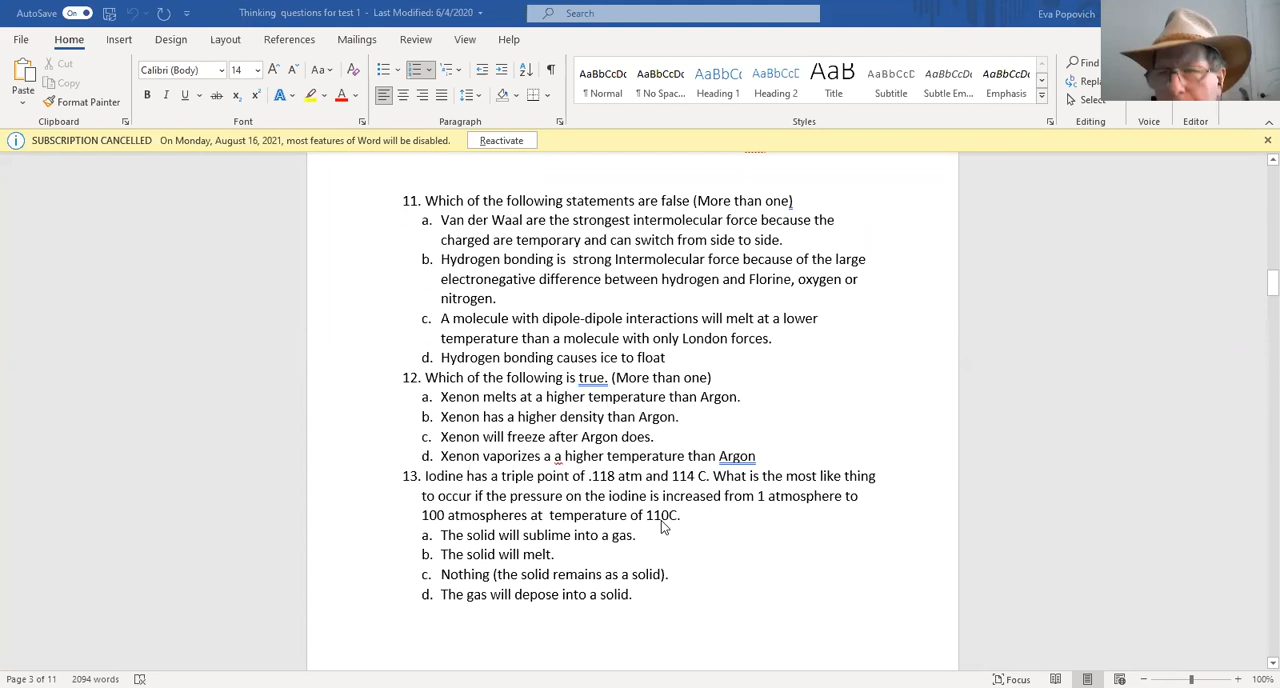 AutoSave On Thinking questions for test 1 - Last Modified: 6/4/2020 Search Eva Popovich
File Home Insert Design Layout References Mailings Review View Help
Paste Cut Copy Format Painter Calibri (Body) 14 Aa AaBbCcDc AaBbCcDc AaBbCcC AaBbCcC AaB AaBbCcDc AaBbCcDc AaBbCcDc Find
B I U ab x₂ x² A A ¶ Normal ¶ No Spac... Heading 1 Heading 2 Title Subtitle Subtle Em... Emphasis Select
Clipboard Font Paragraph Styles Editing Voice Editor
SUBSCRIPTION CANCELLED On Monday, August 16, 2021, most features of Word will be disabled. Reactivate
11. Which of the following statements are false (More than one)
a. Van der Waal are the strongest intermolecular force because the
charged are temporary and can switch from side to side.
b. Hydrogen bonding is strong Intermolecular force because of the large
electronegative difference between hydrogen and Florine, oxygen or
nitrogen.
c. A molecule with dipole-dipole interactions will melt at a lower
temperature than a molecule with only London forces.
d. Hydrogen bonding causes ice to float
12. Which of the following is true. (More than one)
a. Xenon melts at a higher temperature than Argon.
b. Xenon has a higher density than Argon.
c. Xenon will freeze after Argon does.
d. Xenon vaporizes a a higher temperature than Argon
13. Iodine has a triple point of .118 atm and 114 C. What is the most like thing
to occur if the pressure on the iodine is increased from 1 atmosphere to
100 atmospheres at temperature of 110C.
a. The solid will sublime into a gas.
b. The solid will melt.
c. Nothing (the solid remains as a solid).
d. The gas will depose into a solid.
Page 3 of 11 2094 words Focus 100%